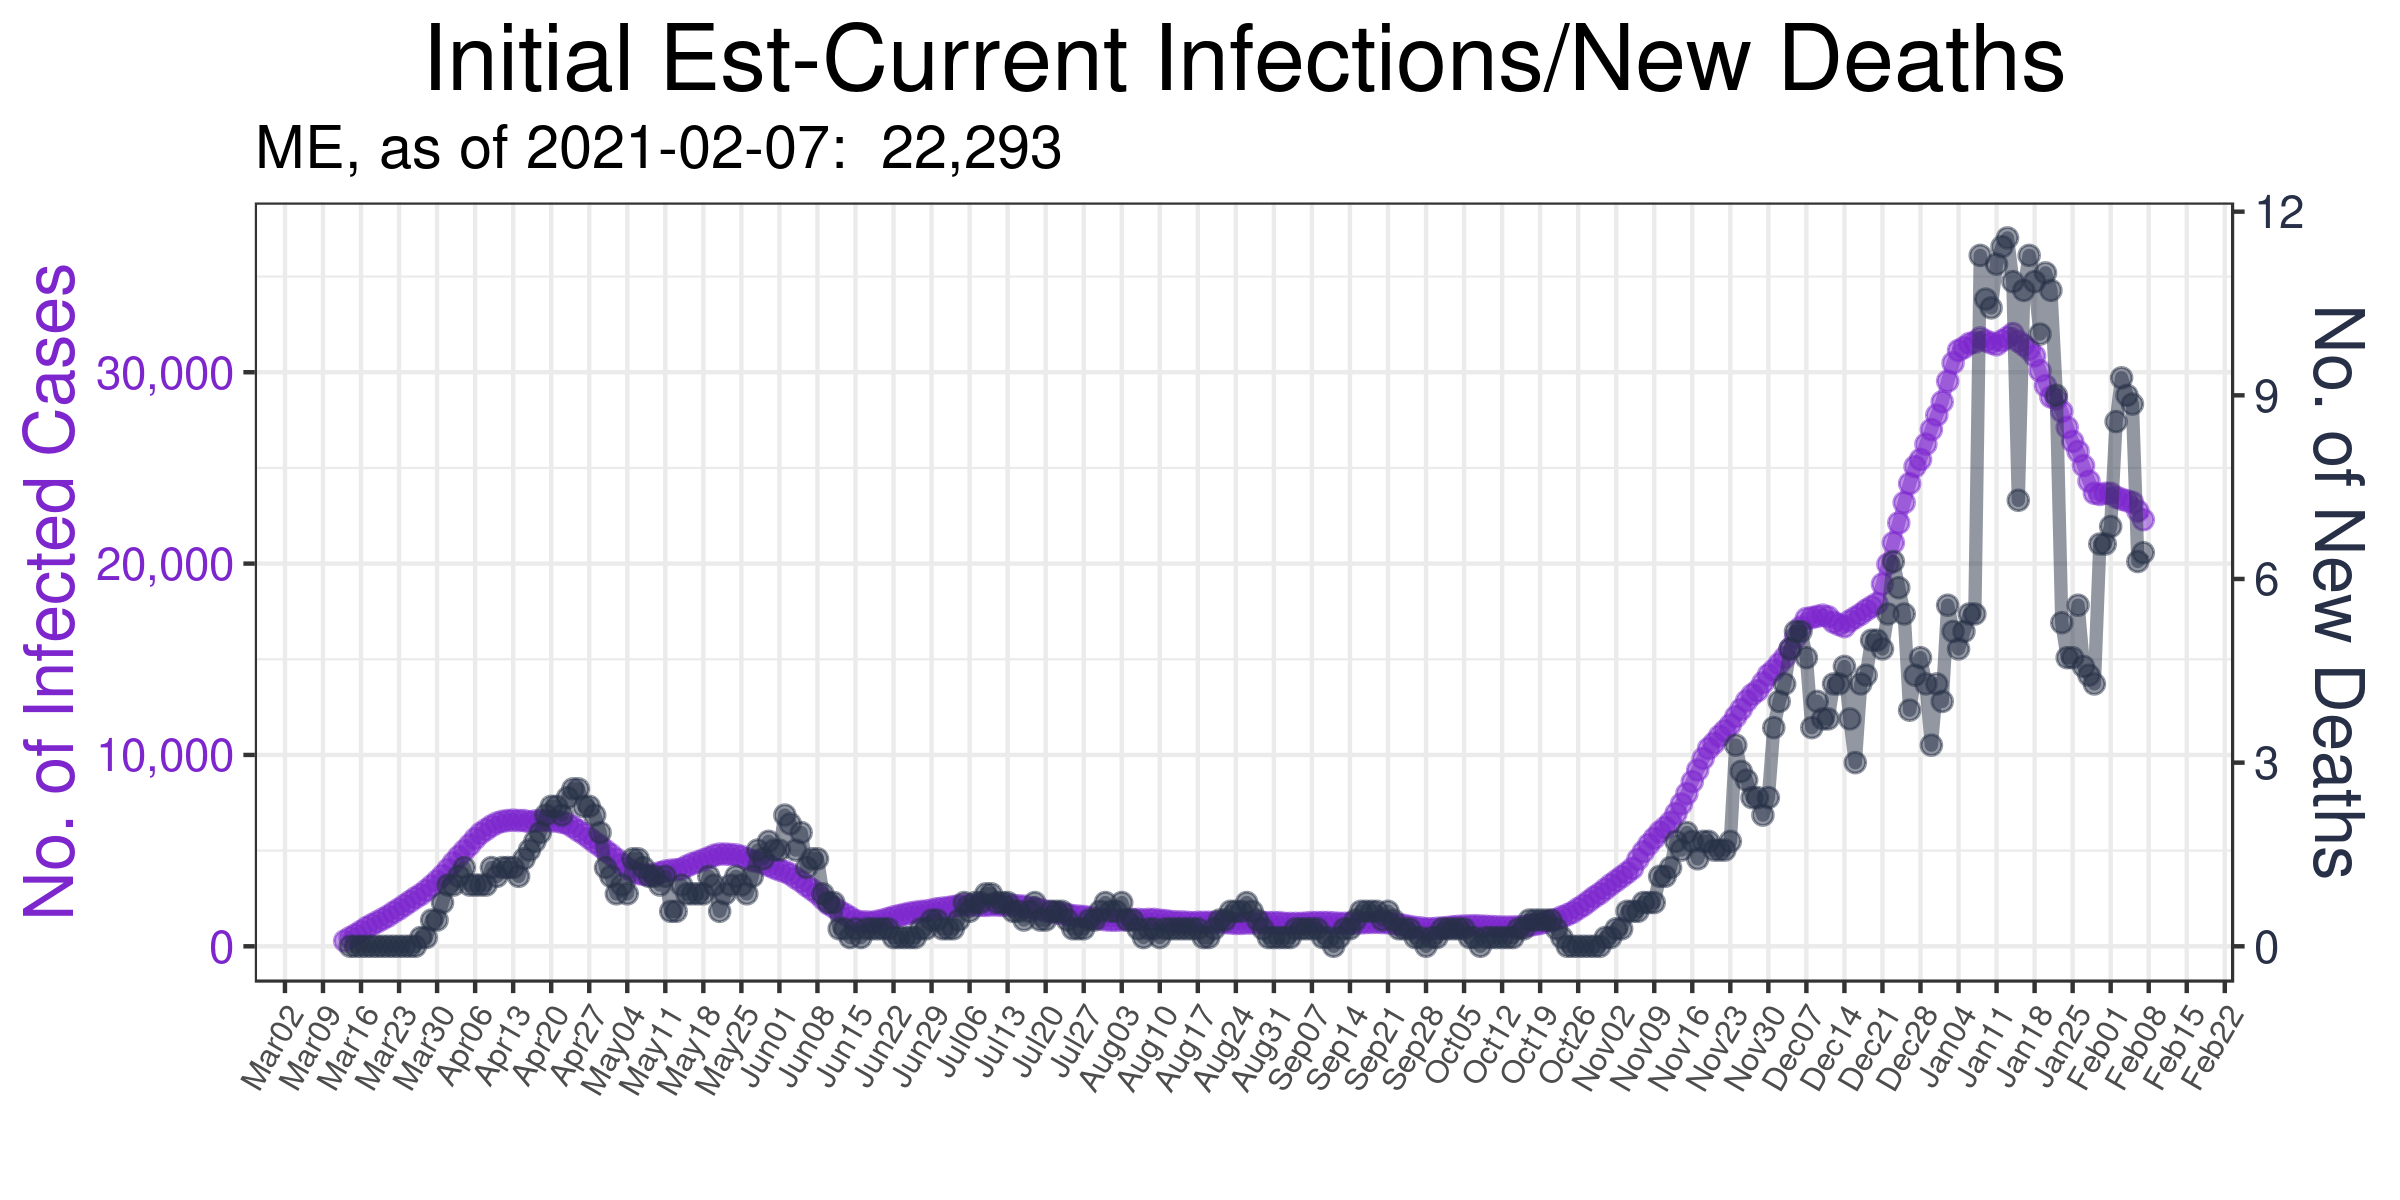 Initial Est-Current Infections/New Deaths
ME, as of 2021-02-07: 22,293
No. of Infected Cases
30,000
20,000
10,000
0
12
9
6
3
0
No. of New Deaths
Mar02
Mar09
Mar16
Mar23
Mar30
Apr06
Apr13
Apr20
Apr27
May04
May11
May18
May25
Jun01
Jun08
Jun15
Jun22
Jun29
Jul06
Jul13
Jul20
Jul27
Aug03
Aug10
Aug17
Aug24
Aug31
Sep07
Sep14
Sep21
Sep28
Oct05
Oct12
Oct19
Oct26
Nov02
Nov09
Nov16
Nov23
Nov30
Dec07
Dec14
Dec21
Dec28
Dec04
Jan11
Jan18
Jan25
Jan25
Feb01
Feb08
Feb15
Feb22